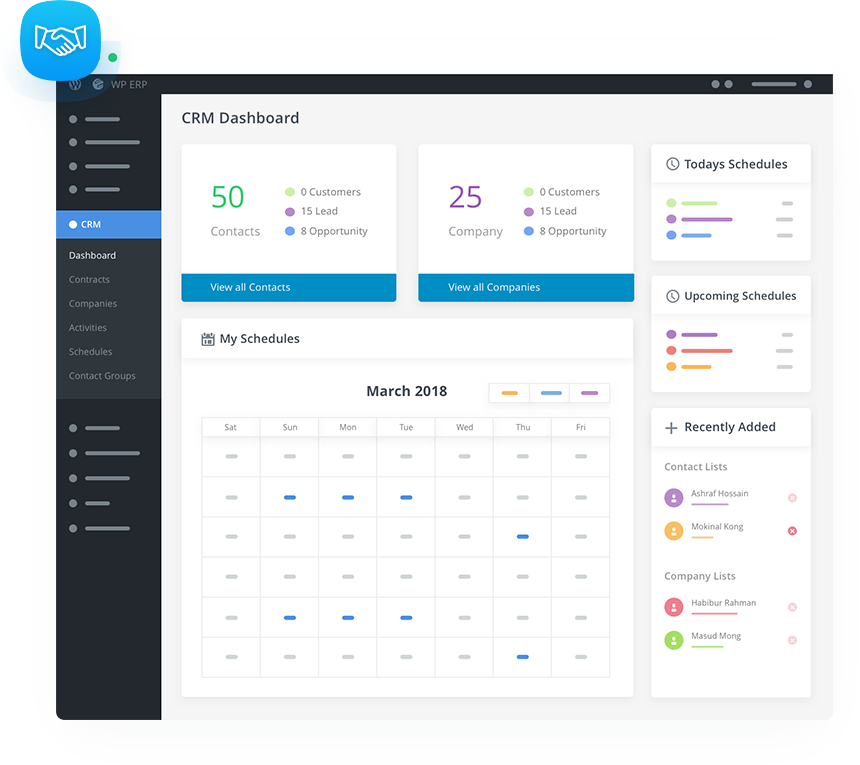 WP ERP
CRM
Dashboard
Contracts
Companies
Activities
Schedules
Contact Groups
CRM Dashboard
50
Contacts
0 Customers
15 Lead
8 Opportunity
View all Contacts
25
Company
0 Customers
15 Lead
8 Opportunity
View all Companies
My Schedules
March 2018
Sat Sun Mon Tue Wed Thu Fri
Todays Schedules
Upcoming Schedules
Recently Added
Contact Lists
Ashraf Hossain
Mokinal Kong
Company Lists
Habibur Rahman
Masud Mong